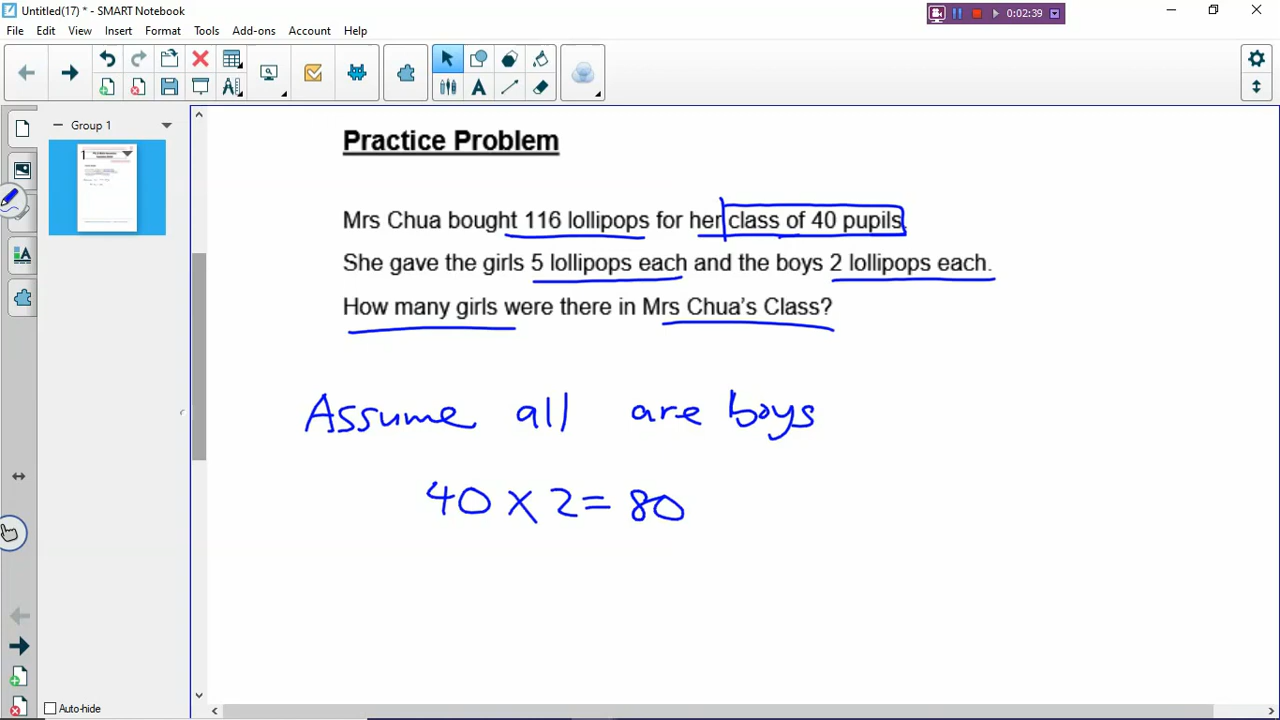 Untitled(17) * - SMART Notebook
00:02:39
File Edit View Insert Format Tools Add-ons Account Help
Group 1
1
Practice Problem
Mrs Chua bought 116 lollipops for her class of 40 pupils.
She gave the girls 5 lollipops each and the boys 2 lollipops each.
How many girls were there in Mrs Chua's Class?
Assume all are boys
40 x 2 = 80
Auto-hide